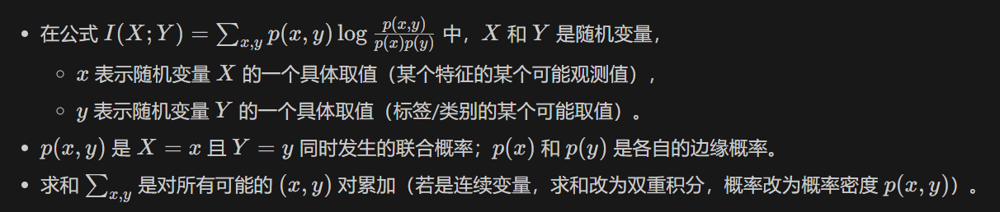 在公式 $I(X;Y)=\sum_{x,y} p(x,y)\log\frac{p(x,y)}{p(x)p(y)}$ 中，$X$ 和 $Y$ 是随机变量，
$x$ 表示随机变量 $X$ 的一个具体取值（某个特征的某个可能观测值），
$y$ 表示随机变量 $Y$ 的一个具体取值（标签/类别的某个可能取值）。
$p(x,y)$ 是 $X=x$ 且 $Y=y$ 同时发生的联合概率；$p(x)$ 和 $p(y)$ 是各自的边缘概率。
求和 $\sum_{x,y}$ 是对所有可能的 $(x,y)$ 对累加（若是连续变量，求和改为双重积分，概率改为概率密度 $p(x,y)$）。